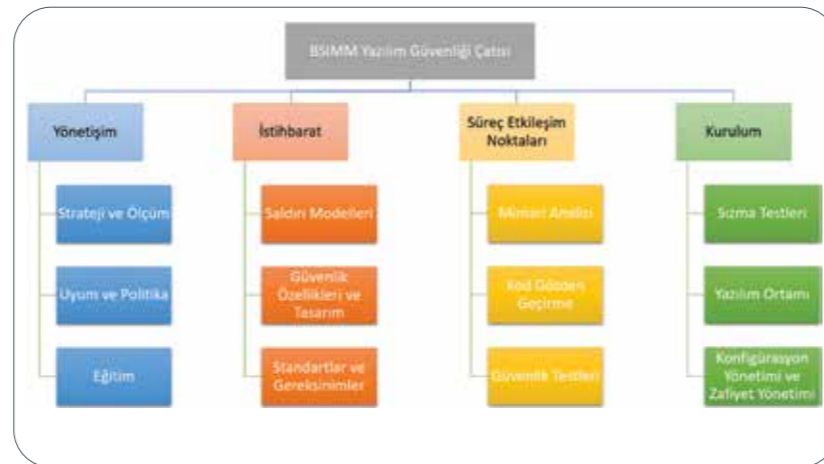 BSIMM Yazılım Güvenliği Çatısı
Yönetişim
Strateji ve Ölçüm
Uyum ve Politika
Eğitim
İstihbarat
Saldırı Modelleri
Güvenlik
Özellikleri ve
Tasarım
Standartlar ve
Gereksinimler
Süreç Etkileşim
Noktaları
Mimari Analizi
Kod Gözden
Geçirme
Güvenlik Testleri
Kurulum
Sızma Testleri
Yazılım Ortamı
Konfigürasyon
Yönetimi ve
Zafiyet Yönetimi